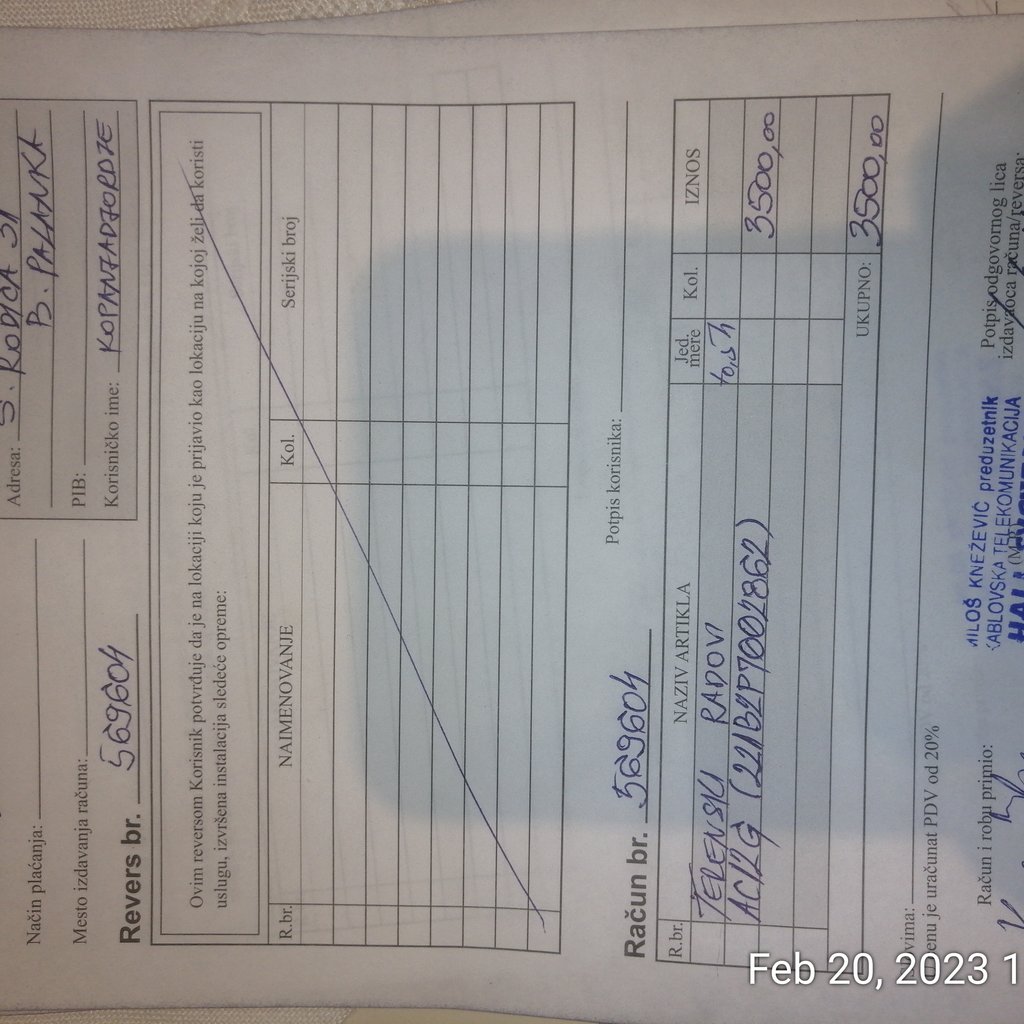 Adresa: S. RODIĆA 31
B. PALANKA
PIB:
Korisničko ime: KOPANJADJORDJE
Način plaćanja:
Mesto izdavanja računa:
Revers br. 569604
Ovim reversom Korisnik potvrđuje da je na lokaciji koju je prijavio kao lokaciju na kojoj želi da koristi
uslugu, izvršena instalacija sledeće opreme:
R.br. NAIMENOVANJE Kol. Serijski broj
Potpis korisnika:
Račun br. 569604
R.br. NAZIV ARTIKLA Jed. mere Kol. IZNOS
TERENSKI RADOVI
AC12G (221B2P7002862) 3500,00
UKUPNO: 3500,00
enu je uračunat PDV od 20%
Račun i robu primio:
Potpis odgovornog lica
izdavaoca računa/reversa:
MILOŠ KNEŽEVIĆ preduzetnik
KABLOVSKA TELEKOMUNIKACIJA
Feb 20, 2023 1